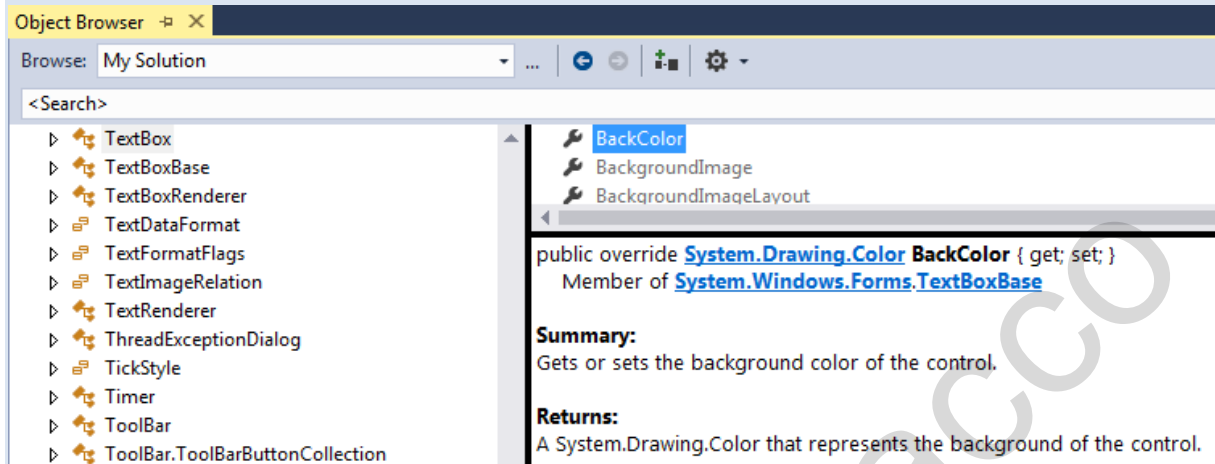 Object Browser
Browse: My Solution ...
<Search>
TextBox
TextBoxBase
TextBoxRenderer
TextDataFormat
TextFormatFlags
TextImageRelation
TextRenderer
ThreadExceptionDialog
TickStyle
Timer
ToolBar
ToolBar.ToolBarButtonCollection
BackColor
BackgroundImage
BackgroundImageLayout
public override System.Drawing.Color BackColor { get; set; }
Member of System.Windows.Forms.TextBoxBase
Summary:
Gets or sets the background color of the control.
Returns:
A System.Drawing.Color that represents the background of the control.